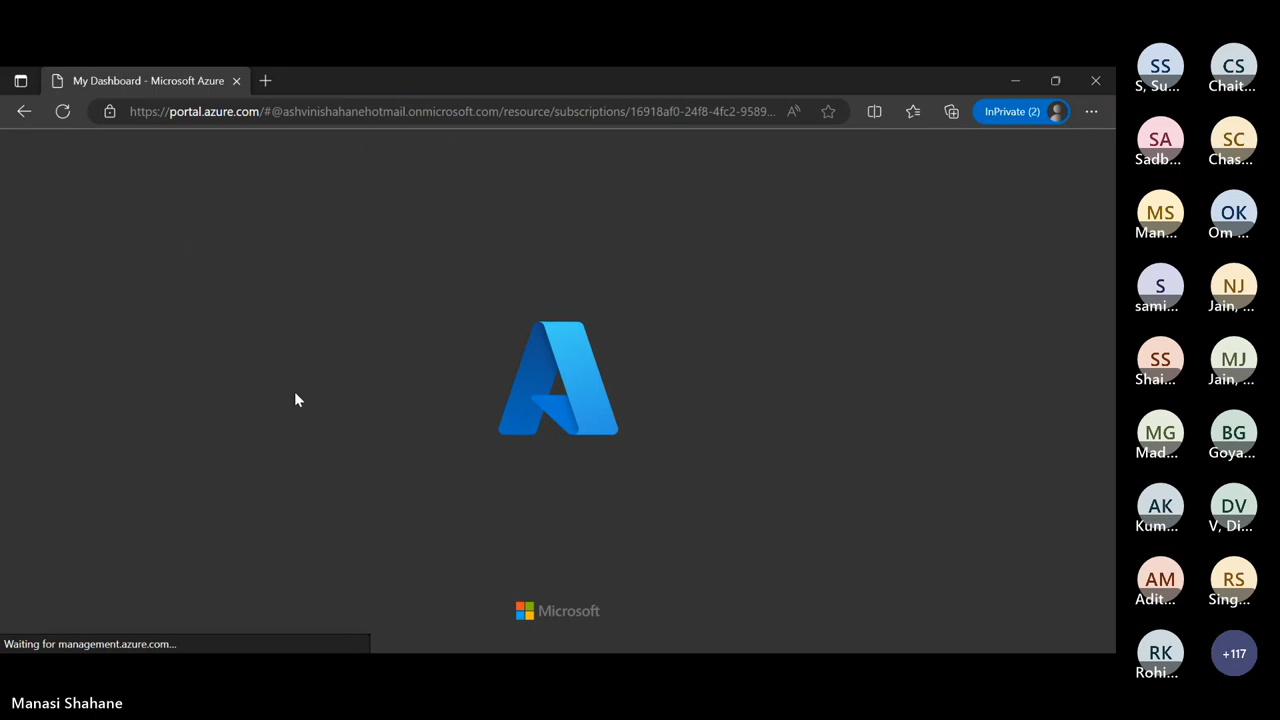 My Dashboard - Microsoft Azure
https://portal.azure.com/#@ashvinishahanehotmail.onmicrosoft.com/resource/subscriptions/16918af0-24f8-4fc2-9589...
InPrivate (2)
Microsoft
Waiting for management.azure.com...
Manasi Shahane
SS
S, Su...
CS
Chait...
SA
Sadb...
SC
Chas...
MS
Man...
OK
Om ...
S
sami...
NJ
Jain, ...
SS
Shai...
MJ
Jain, ...
MG
Mad...
BG
Goya...
AK
Kum...
DV
V, Di...
AM
Adit...
RS
Sing...
RK
Rohi...
+117